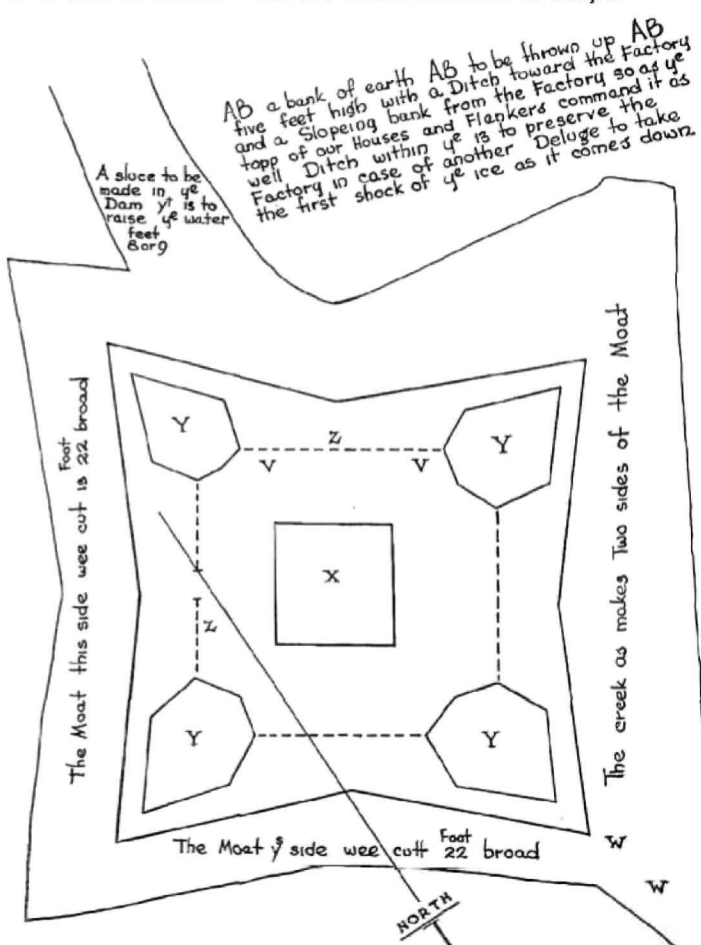 AB a bank of earth AB to be thrown up AB
five feet high with a Ditch toward the Factory
and a Slopeing bank from the Factory so as yᵉ
topp of our Houses and Flankers command it as
well Ditch within yᵉ is to preserve the
Factory in case of another Deluge to take
the first shock of yᵉ ice as it comes down
A sluce to be
made in yᵉ
Dam yᵗ is to
raise yᵉ water
feet
8 or 9
The Moat this side wee cut is 22 Foot broad
The creek as makes Two sides of the Moat
Y
Z
Y
V
V
X
Z
Y
Y
The Moat yˢ side wee cutt 22 Foot broad
W
W
NORTH